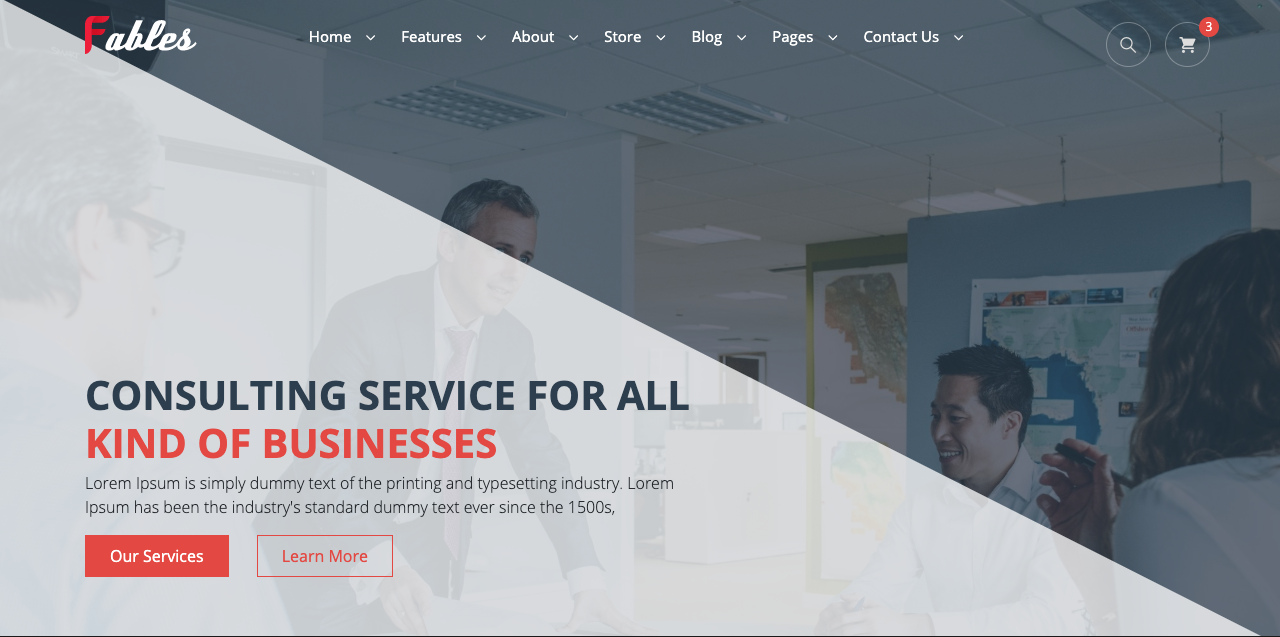 Fables
Home
Features
About
Store
Blog
Pages
Contact Us
3
CONSULTING SERVICE FOR ALL
KIND OF BUSINESSES
Lorem Ipsum is simply dummy text of the printing and typesetting industry. Lorem
Ipsum has been the industry's standard dummy text ever since the 1500s,
Our Services
Learn More